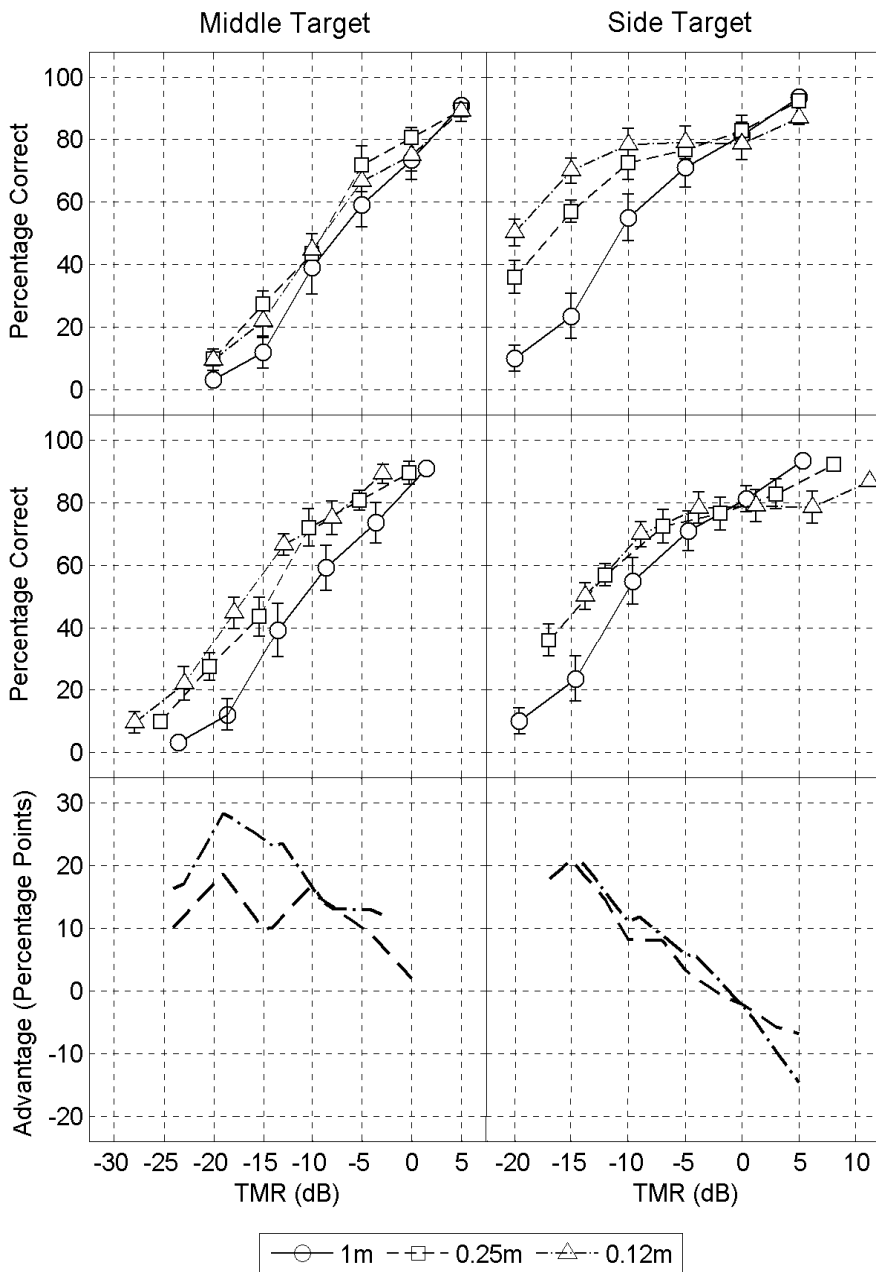 Middle Target Side Target
Percentage Correct
100
80
60
40
20
0
Percentage Correct
100
80
60
40
20
0
Advantage (Percentage Points)
30
20
10
0
-10
-20
-30 -25 -20 -15 -10 -5 0 5 -20 -15 -10 -5 0 5 10
TMR (dB) TMR (dB)
1m 0.25m 0.12m